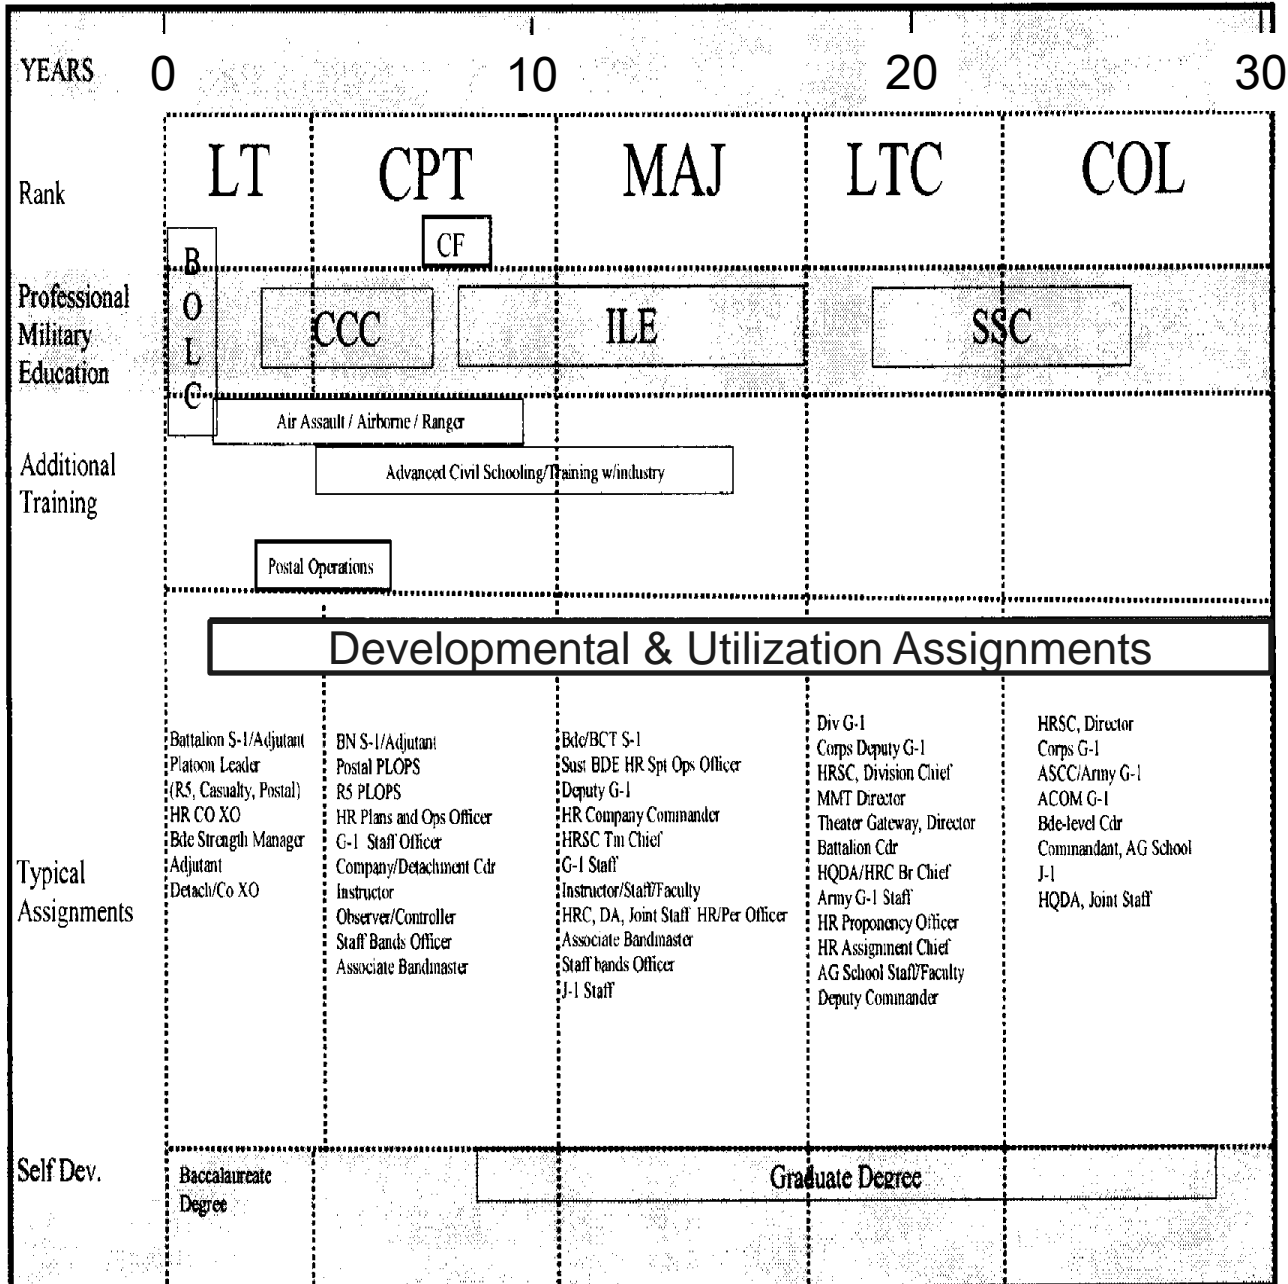 YEARS 0 10 20 30
Rank
LT CPT MAJ LTC COL
CF
BOLC
Professional
Military
Education
CCC ILE SSC
Air Assault / Airborne / Ranger
Additional
Training
Advanced Civil Schooling/Training w/industry
Postal Operations
Developmental & Utilization Assignments
Typical
Assignments
Battalion S-1/Adjutant
Platoon Leader
(R5, Casualty, Postal)
HR CO XO
Bde Strength Manager
Adjutant
Detach/Co XO
BN S-1/Adjutant
Postal PLOPS
R5 PLOPS
HR Plans and Ops Officer
G-1 Staff Officer
Company/Detachment Cdr
Instructor
Observer/Controller
Staff Bands Officer
Associate Bandmaster
Bde/BCT S-1
Sust BDE HR Spt Ops Officer
Deputy G-1
HR Company Commander
HRSC Tm Chief
G-1 Staff
Instructor/Staff/Faculty
HRC, DA, Joint Staff HR/Per Officer
Associate Bandmaster
Staff bands Officer
J-1 Staff
Div G-1
Corps Deputy G-1
HRSC, Division Chief
MMT Director
Theater Gateway, Director
Battalion Cdr
HQDA/HRC Br Chief
Army G-1 Staff
HR Proponency Officer
HR Assignment Chief
AG School Staff/Faculty
Deputy Commander
HRSC, Director
Corps G-1
ASCC/Army G-1
ACOM G-1
Bde-level Cdr
Commandant, AG School
J-1
HQDA, Joint Staff
Self Dev.
Baccalaureate
Degree
Graduate Degree